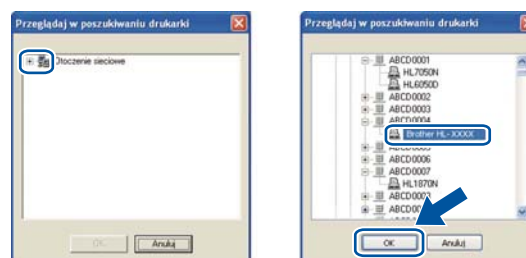 Przeglądaj w poszukiwaniu drukarki
Otoczenie sieciowe
OK
Anuluj
Przeglądaj w poszukiwaniu drukarki
ABCD0001
HL7050N
HL6050D
ABCD0002
ABCD0003
ABCD0004
Brother HL-XXXX
ABCD0006
ABCD0007
HL1870N
OK
Anuluj